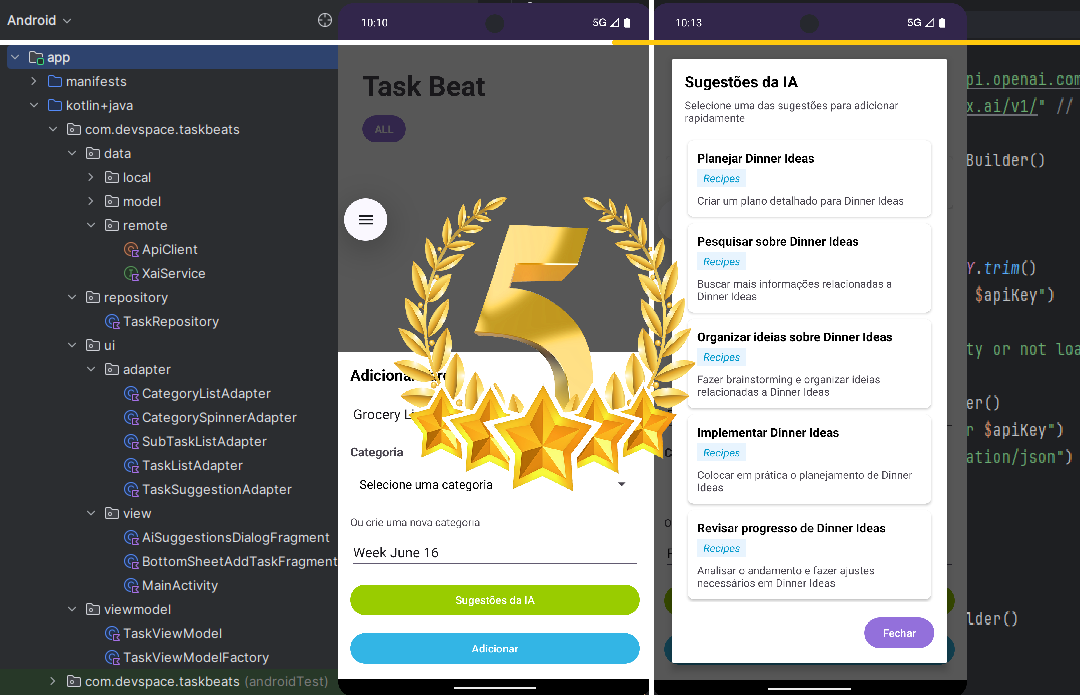 Android
app
manifests
kotlin+java
com.devspace.taskbeats
data
local
model
remote
ApiClient
XaiService
repository
TaskRepository
ui
adapter
CategoryListAdapter
CategorySpinnerAdapter
SubTaskListAdapter
TaskListAdapter
TaskSuggestionAdapter
view
AiSuggestionsDialogFragment
BottomSheetAddTaskFragment
MainActivity
viewmodel
TaskViewModel
TaskViewModelFactory
com.devspace.taskbeats (androidTest)
10:10 5G
Task Beat
ALL
5
Adicionar
Grocery
Categoria
Selecione uma categoria
Ou crie uma nova categoria
Week June 16
Sugestões da IA
Adicionar
10:13 5G
Sugestões da IA
Selecione uma das sugestões para adicionar
rapidamente
Planejar Dinner Ideas
Recipes
Criar um plano detalhado para Dinner Ideas
Pesquisar sobre Dinner Ideas
Recipes
Buscar mais informações relacionadas a
Dinner Ideas
Organizar ideias sobre Dinner Ideas
Recipes
Fazer brainstorming e organizar ideias
relacionadas a Dinner Ideas
Implementar Dinner Ideas
Recipes
Colocar em prática o planejamento de Dinner
Ideas
Revisar progresso de Dinner Ideas
Recipes
Analisar o andamento e fazer ajustes
necessários em Dinner Ideas
Fechar
pi.openai.com
x.ai/v1/" //
Builder()
Y.trim()
$apiKey")
ty or not loa
er()
r $apiKey")
ation/json")
lder()